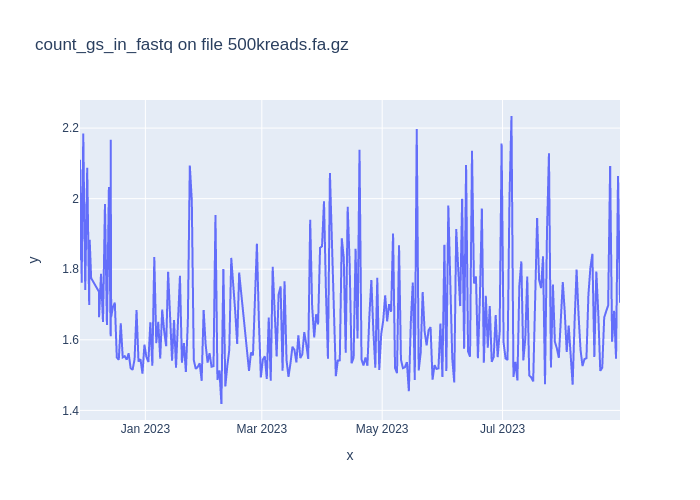 count_gs_in_fastq on file 500kreads.fa.gz
2.2
2
1.8
1.6
1.4
y
Jan 2023
Mar 2023
May 2023
Jul 2023
x